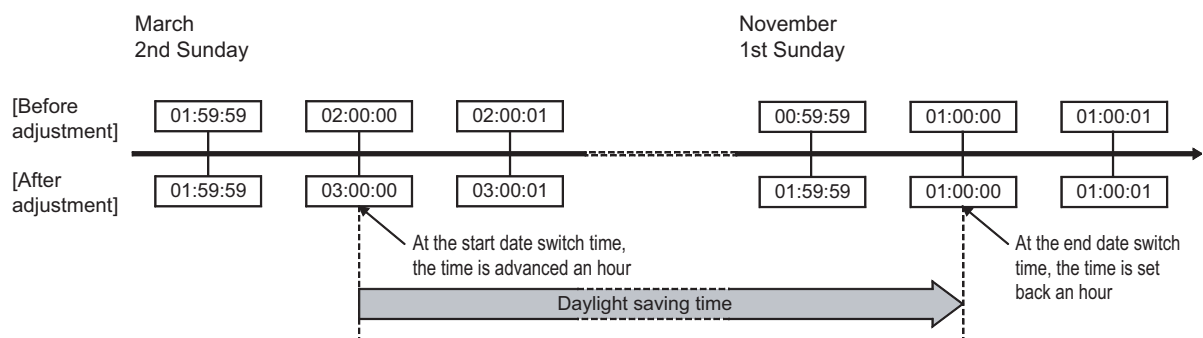 March
2nd Sunday
November
1st Sunday
[Before
adjustment]
01:59:59
02:00:00
02:00:01
00:59:59
01:00:00
01:00:01
[After
adjustment]
01:59:59
03:00:00
03:00:01
01:59:59
01:00:00
01:00:01
At the start date switch time,
the time is advanced an hour
At the end date switch
time, the time is set
back an hour
Daylight saving time